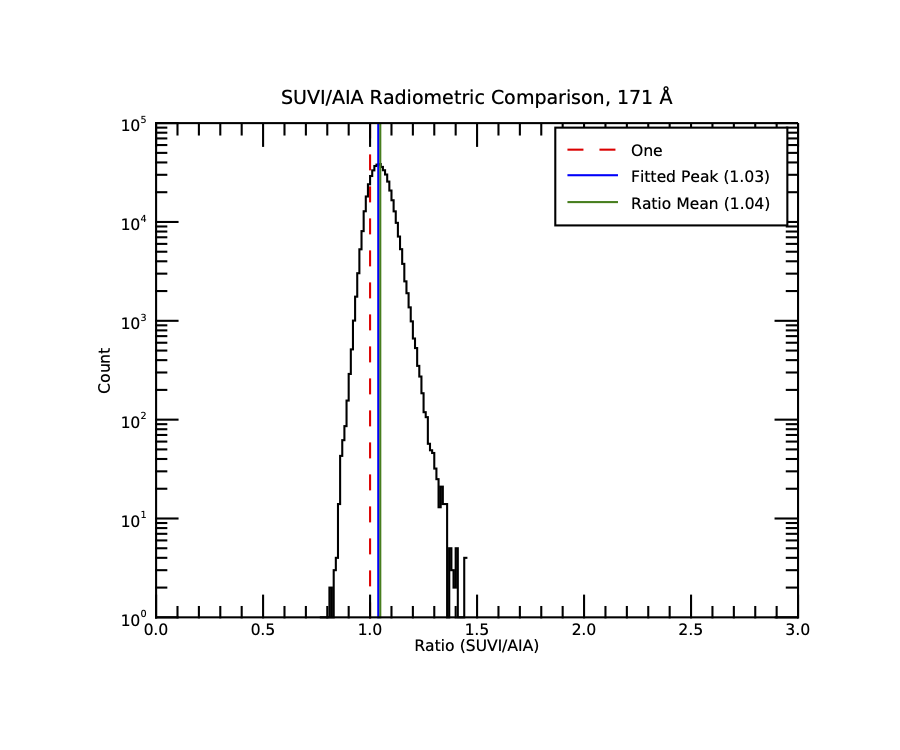 SUVI/AIA Radiometric Comparison, 171 Å
One
Fitted Peak (1.03)
Ratio Mean (1.04)
10^5
10^4
10^3
10^2
10^1
10^0
Count
0.0 0.5 1.0 1.5 2.0 2.5 3.0
Ratio (SUVI/AIA)